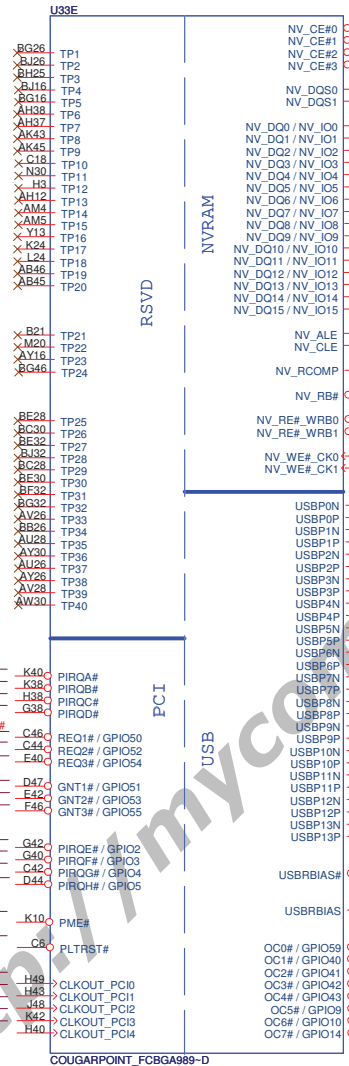 U33E
BG26 TP1
BJ26 TP2
BH25 TP3
BJ16 TP4
BG16 TP5
AH38 TP6
AH37 TP7
AK43 TP8
AK45 TP9
C18 TP10
N30 TP11
H3 TP12
AH12 TP13
AM4 TP14
AM5 TP15
Y13 TP16
K24 TP17
L24 TP18
AB46 TP19
AB45 TP20
B21 TP21
M20 TP22
AY16 TP23
BG46 TP24
BE28 TP25
BC30 TP26
BE32 TP27
BJ32 TP28
BC28 TP29
BE30 TP30
BF32 TP31
BG32 TP32
AV26 TP33
BB26 TP34
AU28 TP35
AY30 TP36
AU26 TP37
AY26 TP38
AV28 TP39
AW30 TP40
RSVD
K40 PIRQA#
K38 PIRQB#
H38 PIRQC#
G38 PIRQD#
C46 REQ1# / GPIO50
C44 REQ2# / GPIO52
E40 REQ3# / GPIO54
D47 GNT1# / GPIO51
E42 GNT2# / GPIO53
F46 GNT3# / GPIO55
G42 PIRQE# / GPIO2
G40 PIRQF# / GPIO3
C42 PIRQG# / GPIO4
D44 PIRQH# / GPIO5
K10 PME#
C6 PLTRST#
H49 CLKOUT_PCI0
H43 CLKOUT_PCI1
J48 CLKOUT_PCI2
K42 CLKOUT_PCI3
H40 CLKOUT_PCI4
PCI
NVRAM
NV_CE#0
NV_CE#1
NV_CE#2
NV_CE#3
NV_DQS0
NV_DQS1
NV_DQ0 / NV_IO0
NV_DQ1 / NV_IO1
NV_DQ2 / NV_IO2
NV_DQ3 / NV_IO3
NV_DQ4 / NV_IO4
NV_DQ5 / NV_IO5
NV_DQ6 / NV_IO6
NV_DQ7 / NV_IO7
NV_DQ8 / NV_IO8
NV_DQ9 / NV_IO9
NV_DQ10 / NV_IO10
NV_DQ11 / NV_IO11
NV_DQ12 / NV_IO12
NV_DQ13 / NV_IO13
NV_DQ14 / NV_IO14
NV_DQ15 / NV_IO15
NV_ALE
NV_CLE
NV_RCOMP
NV_RB#
NV_RE#_WRB0
NV_RE#_WRB1
NV_WE#_CK0
NV_WE#_CK1
USB
USBP0N
USBP0P
USBP1N
USBP1P
USBP2N
USBP2P
USBP3N
USBP3P
USBP4N
USBP4P
USBP5N
USBP5P
USBP6N
USBP6P
USBP7N
USBP7P
USBP8N
USBP8P
USBP9N
USBP9P
USBP10N
USBP10P
USBP11N
USBP11P
USBP12N
USBP12P
USBP13N
USBP13P
USBRBIAS#
USBRBIAS
OC0# / GPIO59
OC1# / GPIO40
OC2# / GPIO41
OC3# / GPIO42
OC4# / GPIO43
OC5# / GPIO9
OC6# / GPIO10
OC7# / GPIO14
COUGARPOINT_FCBGA989~D
#
p://mycom